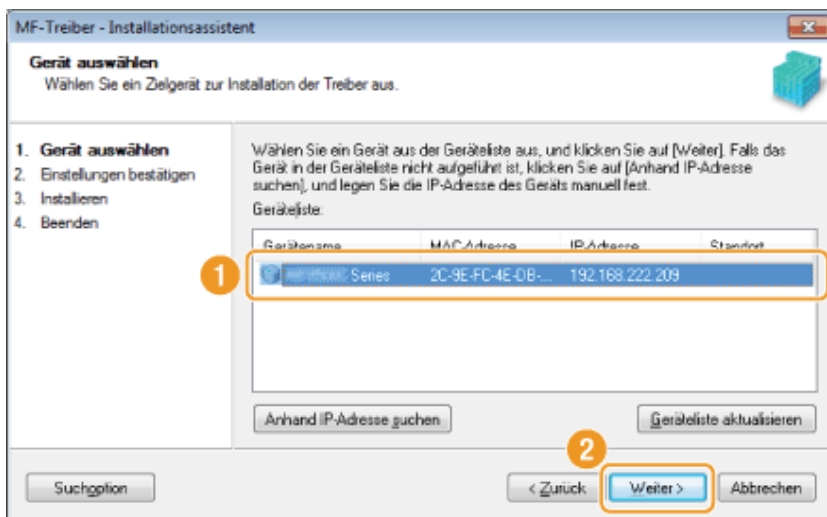 MF-Treiber - Installationsassistent
Gerät auswählen
Wählen Sie ein Zielgerät zur Installation der Treiber aus.
1. Gerät auswählen
2. Einstellungen bestätigen
3. Installieren
4. Beenden
Wählen Sie ein Gerät aus der Geräteliste aus, und klicken Sie auf [Weiter]. Falls das
Gerät in der Geräteliste nicht aufgeführt ist, klicken Sie auf [Anhand IP-Adresse
suchen], und legen Sie die IP-Adresse des Geräts manuell fest.
Geräteliste:
Gerätename MAC-Adresse IP-Adresse Standort
1 Series 2C-9E-FC-4E-DB-... 192.168.222.209
Anhand IP-Adresse suchen Geräteliste aktualisieren
2
Suchoption < Zurück Weiter > Abbrechen